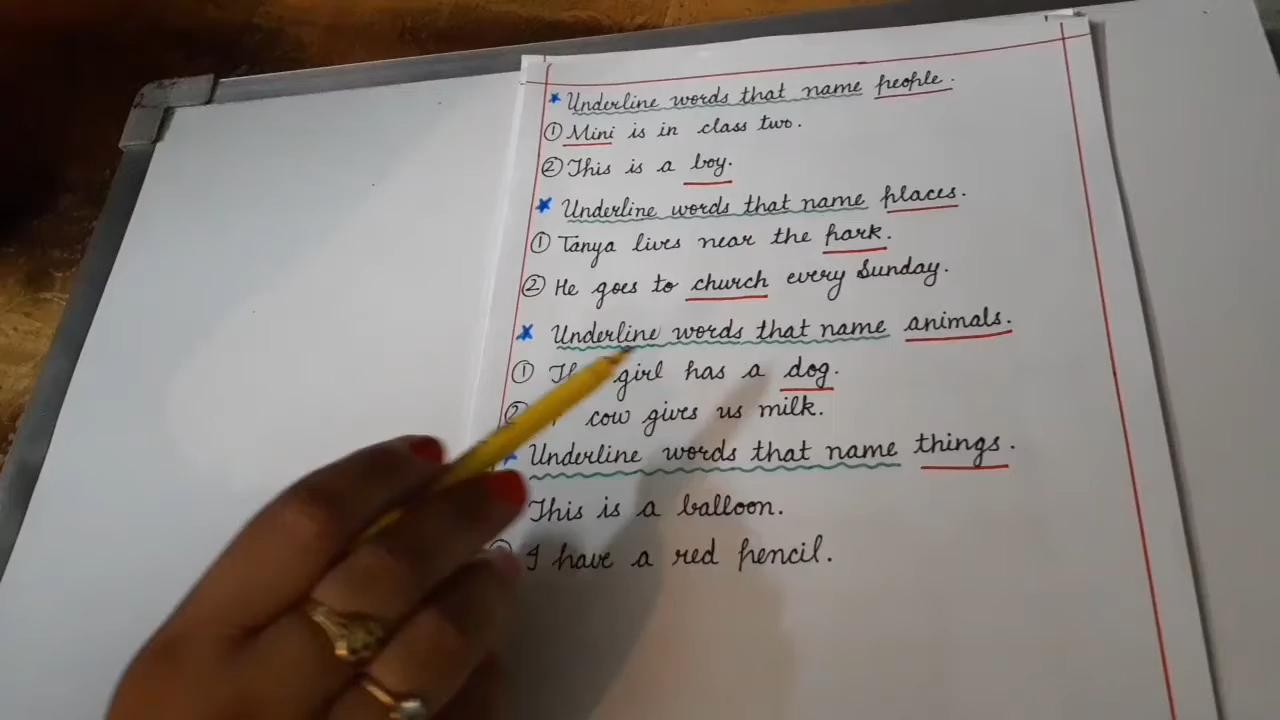 Underline words that name people.
① Mini is in class two.
② This is a boy.
Underline words that name places.
① Tanya lives near the park.
② He goes to church every Sunday.
Underline words that name animals.
① girl has a dog.
② cow gives us milk.
Underline words that name things.
This is a balloon.
I have a red pencil.